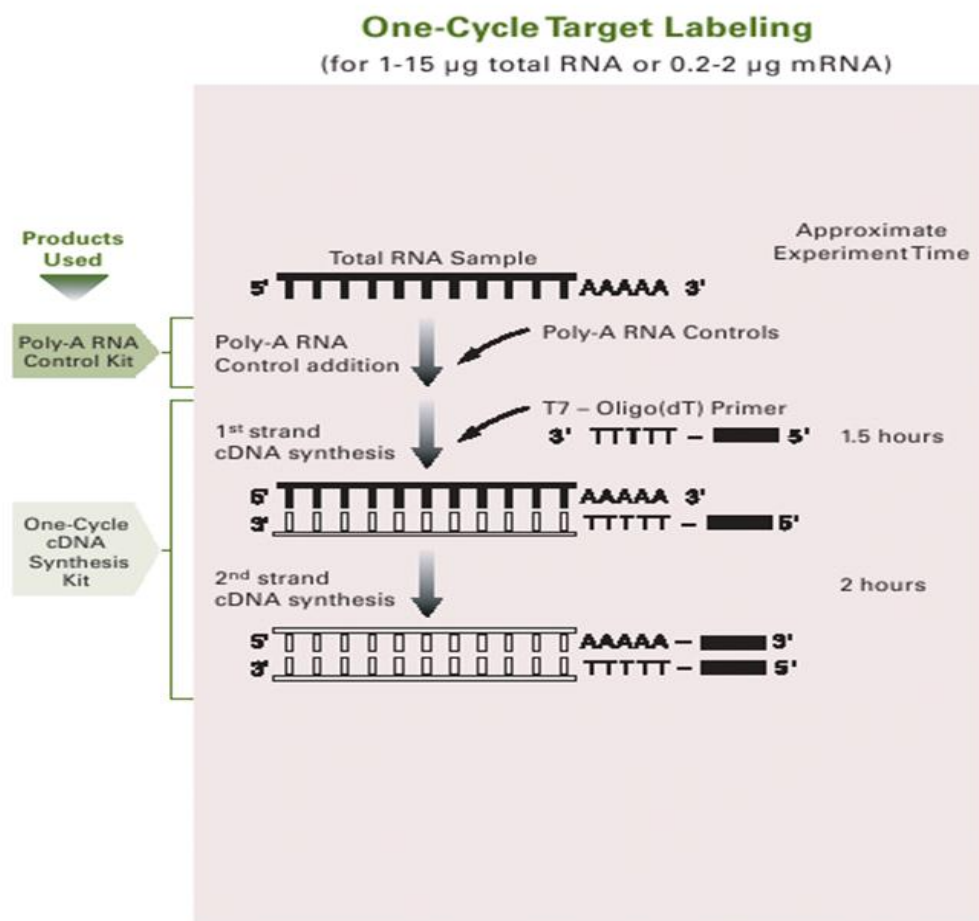 One-Cycle Target Labeling
(for 1-15 µg total RNA or 0.2-2 µg mRNA)
Products
Used
Approximate
Experiment Time
Total RNA Sample
5' AAAAA 3'
Poly-A RNA
Control Kit
Poly-A RNA
Control addition
Poly-A RNA Controls
T7 – Oligo(dT) Primer
3' TTTTT – 5'
1st strand
cDNA synthesis
1.5 hours
5' AAAAA 3'
3' TTTTT – 5'
One-Cycle
cDNA
Synthesis
Kit
2nd strand
cDNA synthesis
2 hours
5' AAAAA – 3'
3' TTTTT – 5'